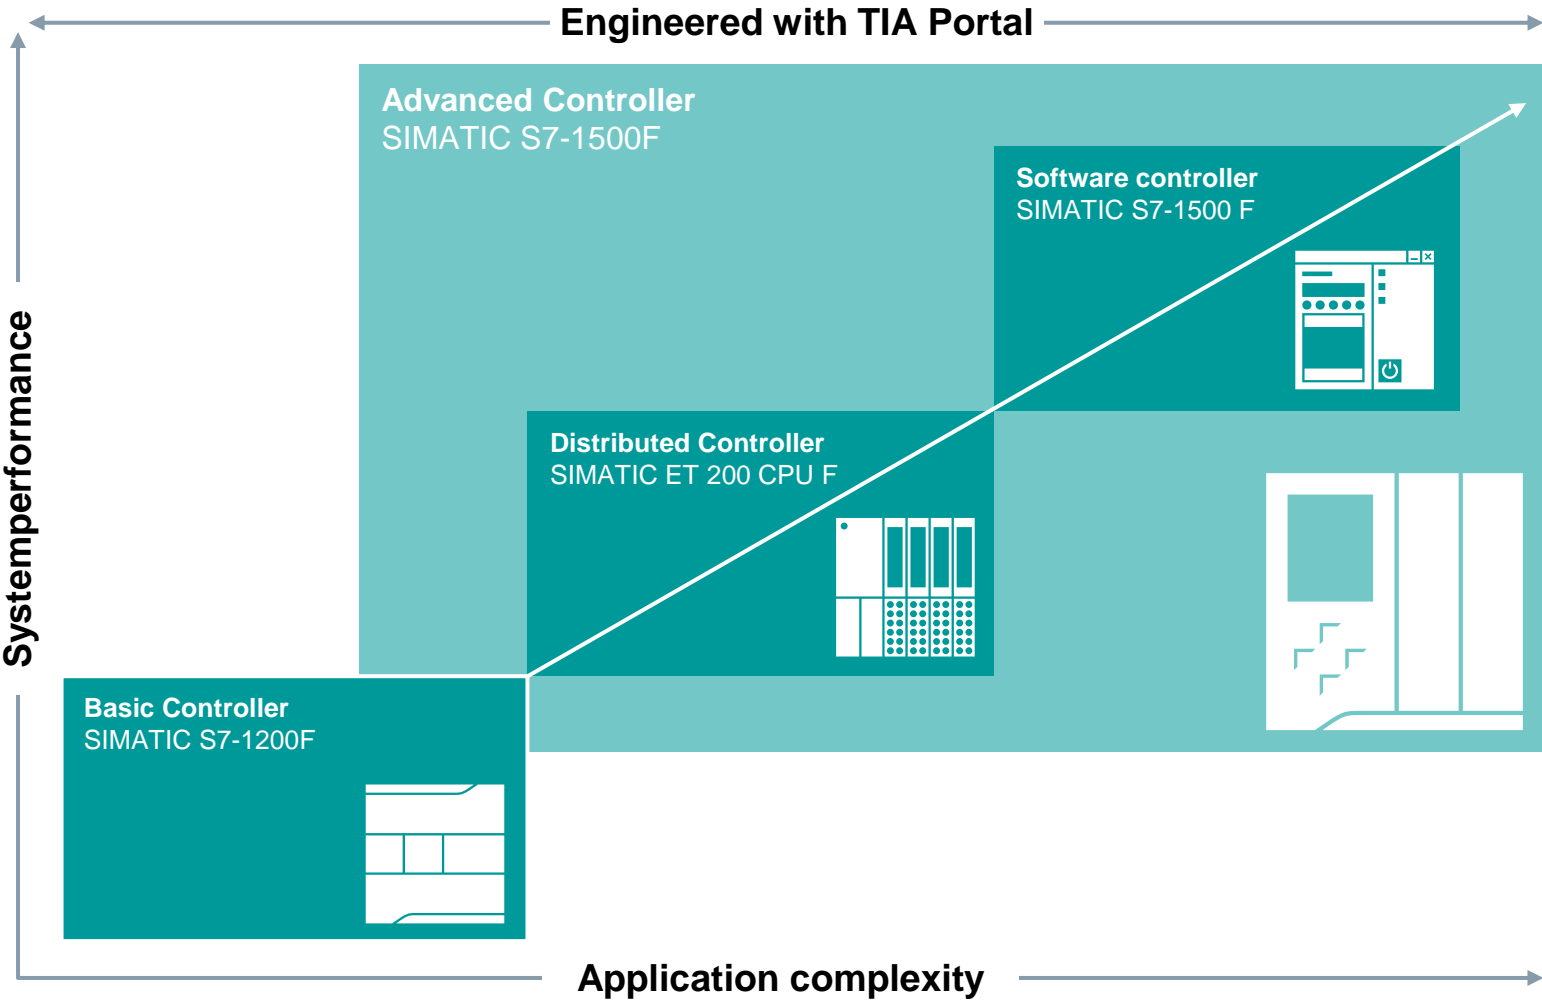 Engineered with TIA Portal
Advanced Controller
SIMATIC S7-1500F
Software controller
SIMATIC S7-1500 F
Distributed Controller
SIMATIC ET 200 CPU F
Systemperformance
Basic Controller
SIMATIC S7-1200F
Application complexity